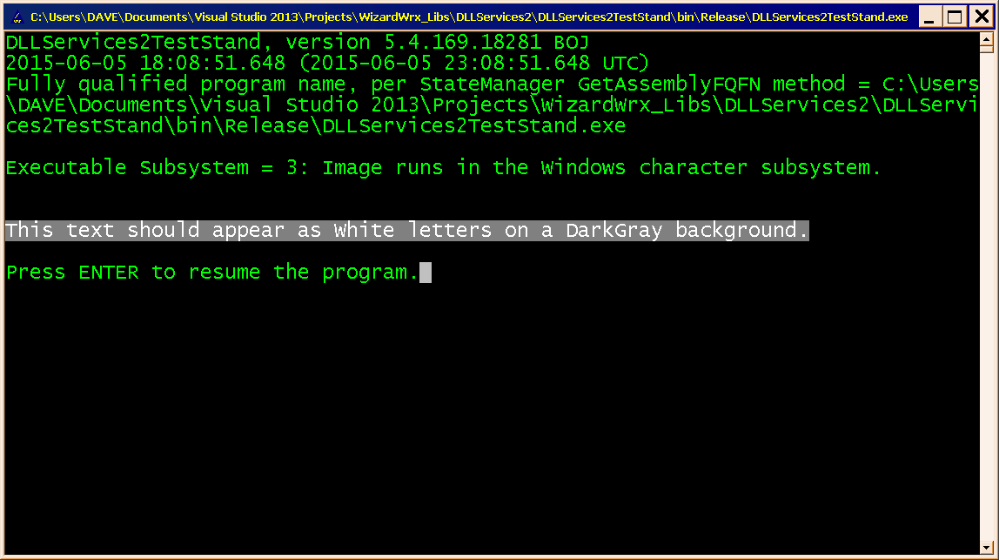 C:\Users\DAVE\Documents\Visual Studio 2013\Projects\WizardWrx_Libs\DLLServices2\DLLServices2TestStand\bin\Release\DLLServices2TestStand.exe
DLLServices2TestStand, version 5.4.169.18281 BOJ
2015-06-05 18:08:51.648 (2015-06-05 23:08:51.648 UTC)
Fully qualified program name, per StateManager GetAssemblyFQFN method = C:\Users
\DAVE\Documents\Visual Studio 2013\Projects\WizardWrx_Libs\DLLServices2\DLLServi
ces2TestStand\bin\Release\DLLServices2TestStand.exe
Executable Subsystem = 3: Image runs in the Windows character subsystem.
This text should appear as White letters on a DarkGray background.
Press ENTER to resume the program.